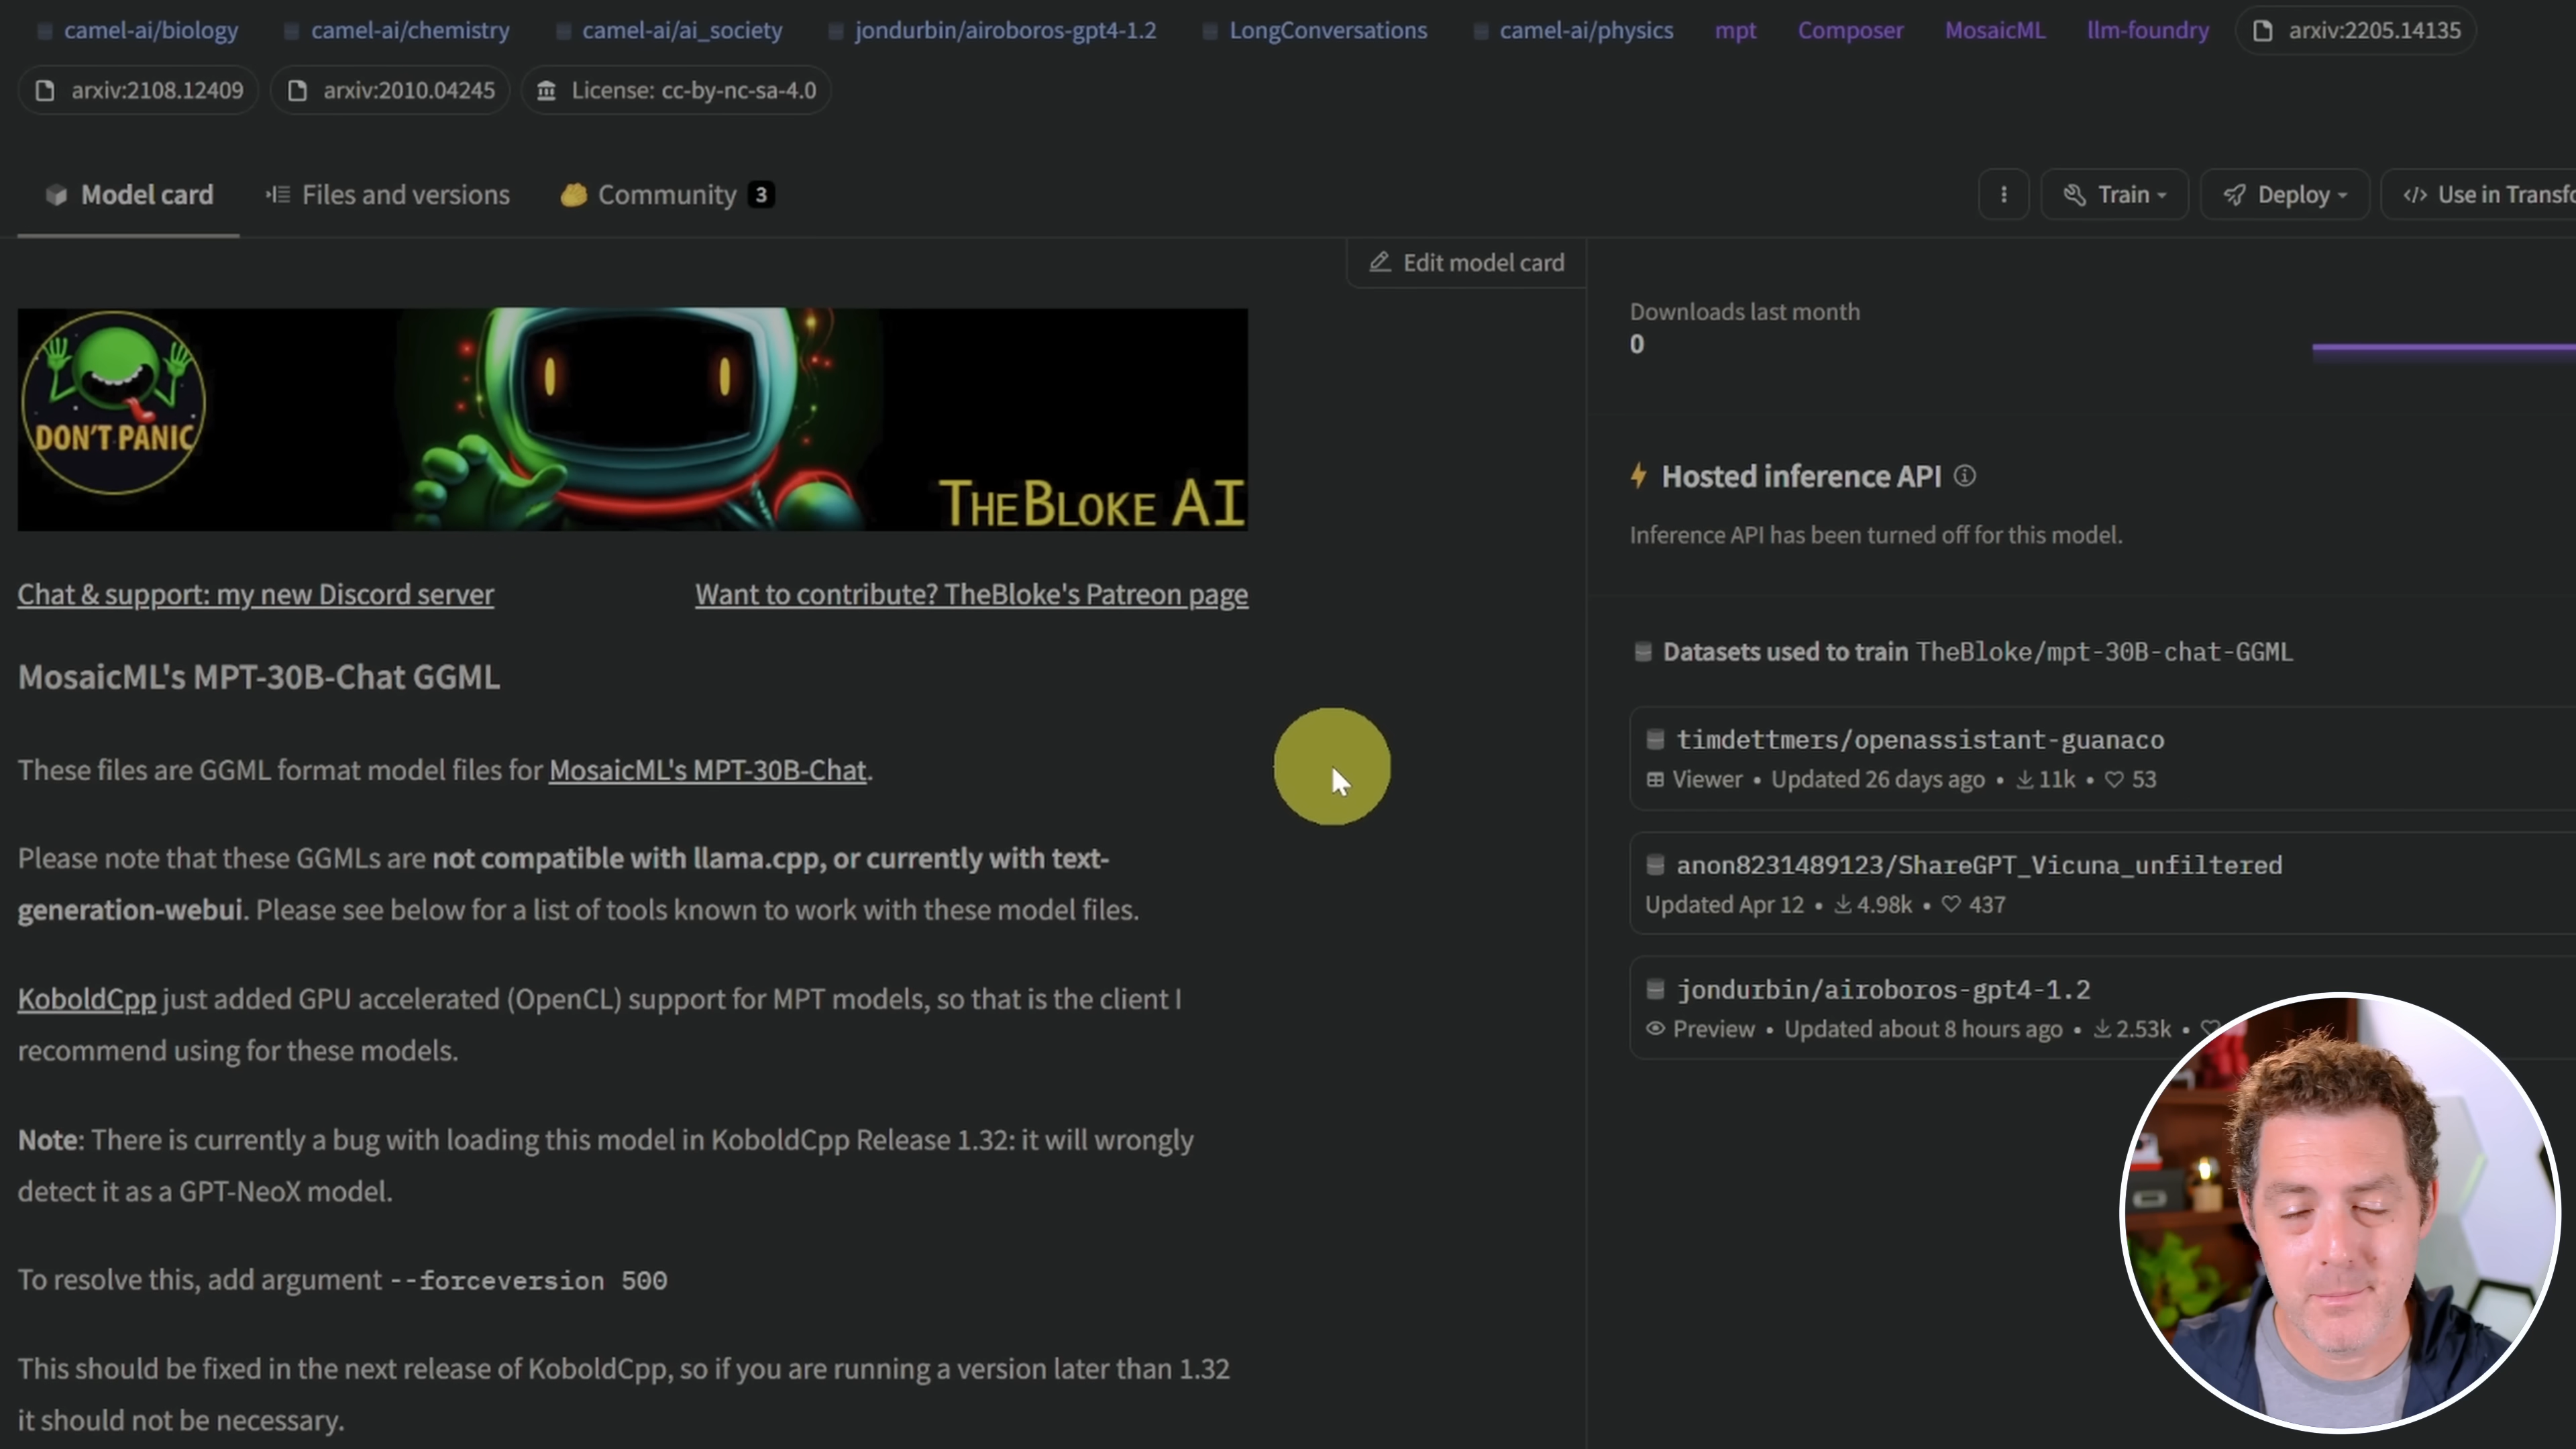 camel-ai/biology camel-ai/chemistry camel-ai/ai_society jondurbin/airoboros-gpt4-1.2 LongConversations camel-ai/physics mpt Composer MosaicML llm-foundry arxiv:2205.14135
arxiv:2108.12409 arxiv:2010.04245 License: cc-by-nc-sa-4.0
Model card Files and versions Community 3
Train Deploy
Use in
Edit model card
DON'T PANIC
THEBLOKE AI
Chat & support: my new Discord server
Want to contribute? TheBloke's Patreon page
MosaicML's MPT-30B-Chat GGML
These files are GGML format model files for MosaicML's MPT-30B-Chat.
Please note that these GGMLs are not compatible with llama.cpp, or currently with text-
generation-webui. Please see below for a list of tools known to work with these model files.
KoboldCpp just added GPU accelerated (OpenCL) support for MPT models, so that is the client I
recommend using for these models.
Note: There is currently a bug with loading this model in KoboldCpp Release 1.32: it will wrongly
detect it as a GPT-NeoX model.
To resolve this, add argument --forceversion 500
This should be fixed in the next release of KoboldCpp, so if you are running a version later than 1.32
it should not be necessary.
Downloads last month
0
Hosted inference API
Inference API has been turned off for this model.
Datasets used to train TheBloke/mpt-30B-chat-GGML
timdettmers/openassistant-guanaco
Viewer • Updated 26 days ago • 11k • 53
anon8231489123/ShareGPT_Vicuna_unfiltered
Updated Apr 12 • 4.98k • 437
jondurbin/airoboros-gpt4-1.2
Preview • Updated about 8 hours ago • 2.53k •